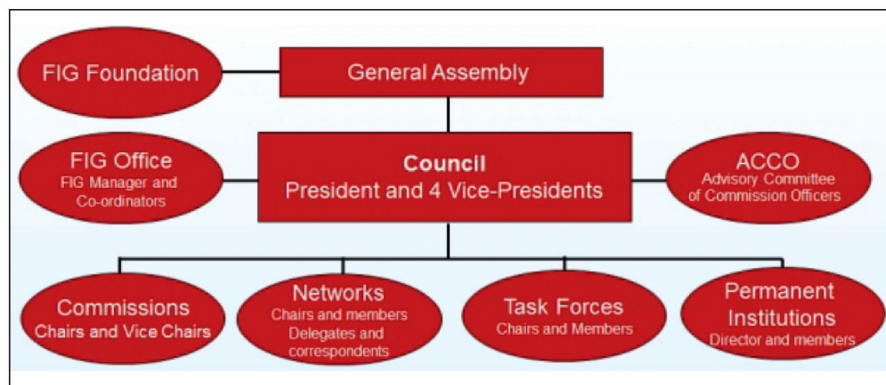 FIG Foundation
General Assembly
FIG Office
FIG Manager and
Co-ordinators
Council
President and 4 Vice-Presidents
ACCO
Advisory Committee
of Commission Officers
Commissions
Chairs and Vice Chairs
Networks
Chairs and members
Delegates and
correspondents
Task Forces
Chairs and Members
Permanent
Institutions
Director and members